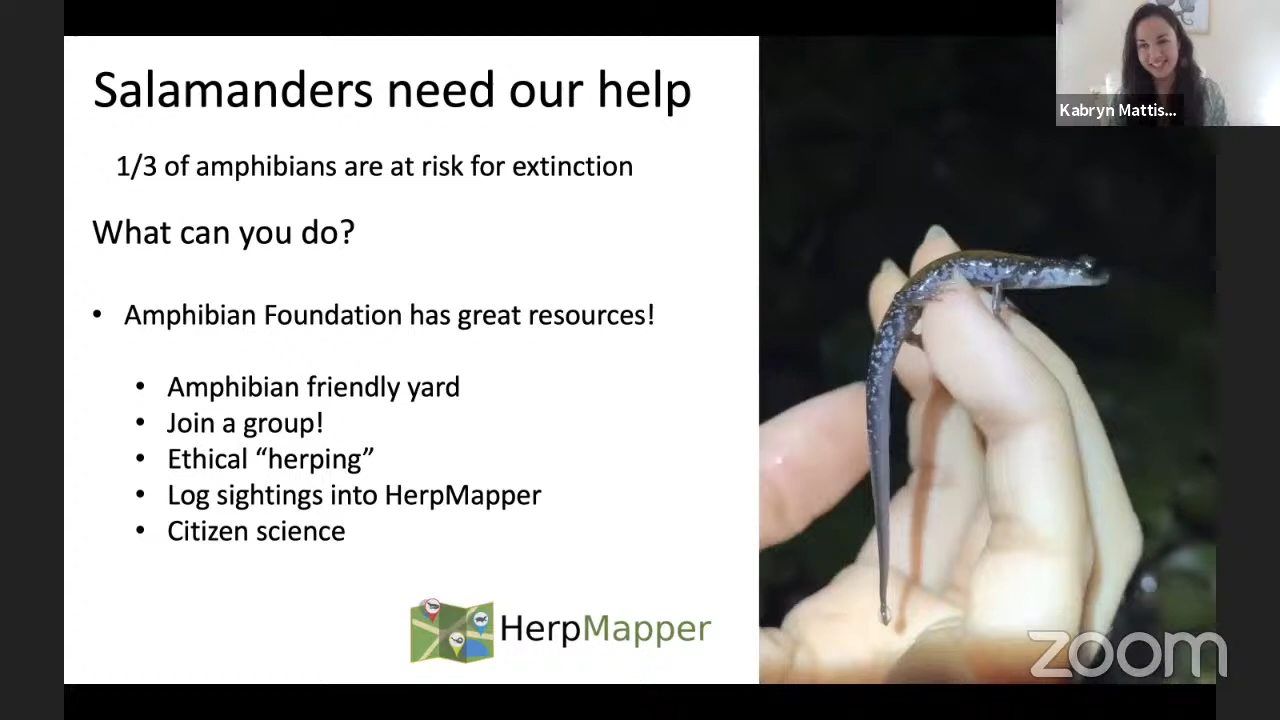 Salamanders need our help
1/3 of amphibians are at risk for extinction
What can you do?
• Amphibian Foundation has great resources!
• Amphibian friendly yard
• Join a group!
• Ethical “herping”
• Log sightings into HerpMapper
• Citizen science
HerpMapper
Kabryn Mattis...
zoom